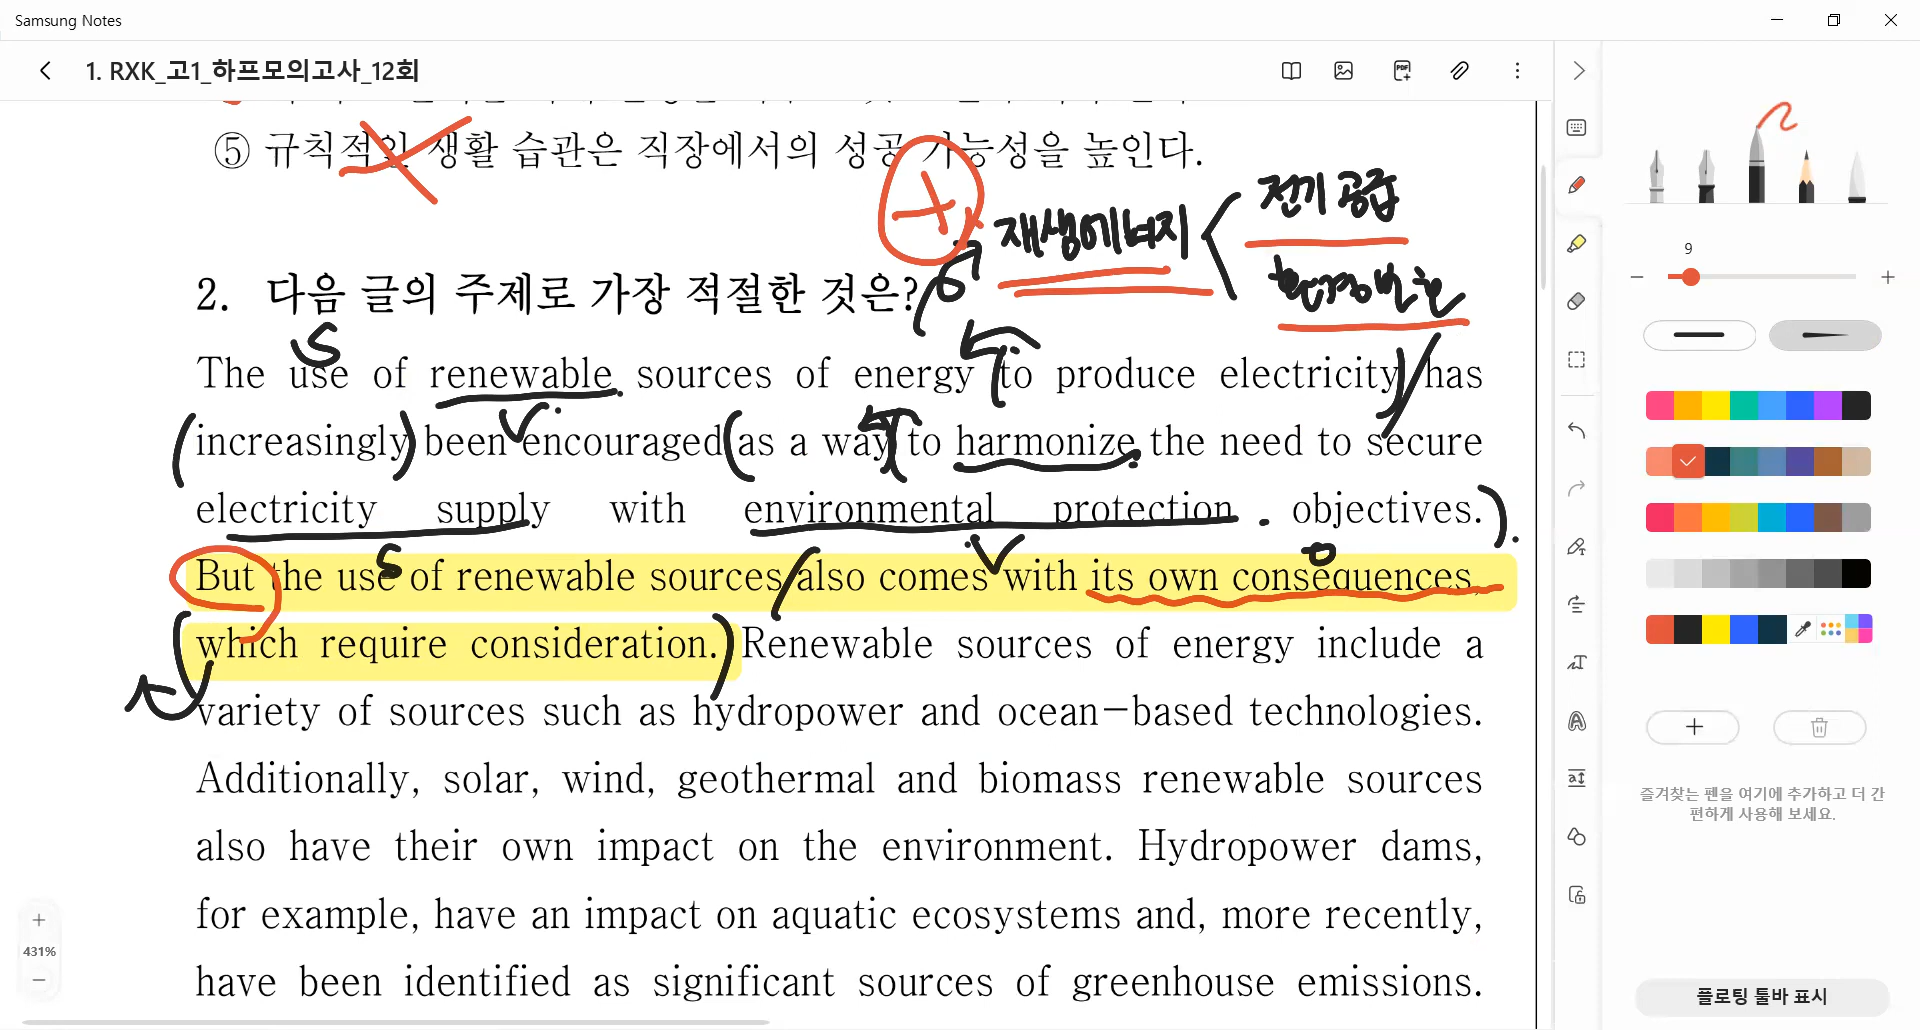 Samsung Notes
1. RXK_고1_하프모의고사_12회
⑤ 규칙적인 생활 습관은 직장에서의 성공 가능성을 높인다.
재생에너지
전기 공급
2. 다음 글의 주제로 가장 적절한 것은?
S
The use of renewable sources of energy to produce electricity has
increasingly been encouraged as a way to harmonize the need to secure
electricity supply with environmental protection objectives.
S
But the use of renewable sources also comes with its own consequences,
which require consideration. Renewable sources of energy include a
variety of sources such as hydropower and ocean-based technologies.
Additionally, solar, wind, geothermal and biomass renewable sources
also have their own impact on the environment. Hydropower dams,
for example, have an impact on aquatic ecosystems and, more recently,
have been identified as significant sources of greenhouse emissions.
431%
9
즐겨찾는 펜을 여기에 추가하고 더 간
편하게 사용해 보세요.
플로팅 툴바 표시